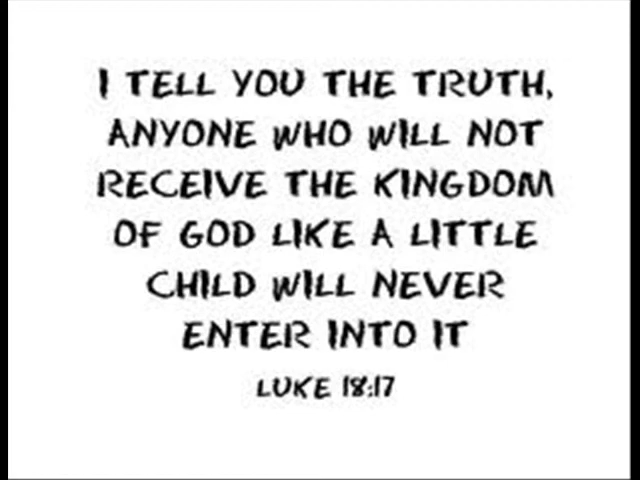 I TELL YOU THE TRUTH,
ANYONE WHO WILL NOT
RECEIVE THE KINGDOM
OF GOD LIKE A LITTLE
CHILD WILL NEVER
ENTER INTO IT
LUKE 18:17